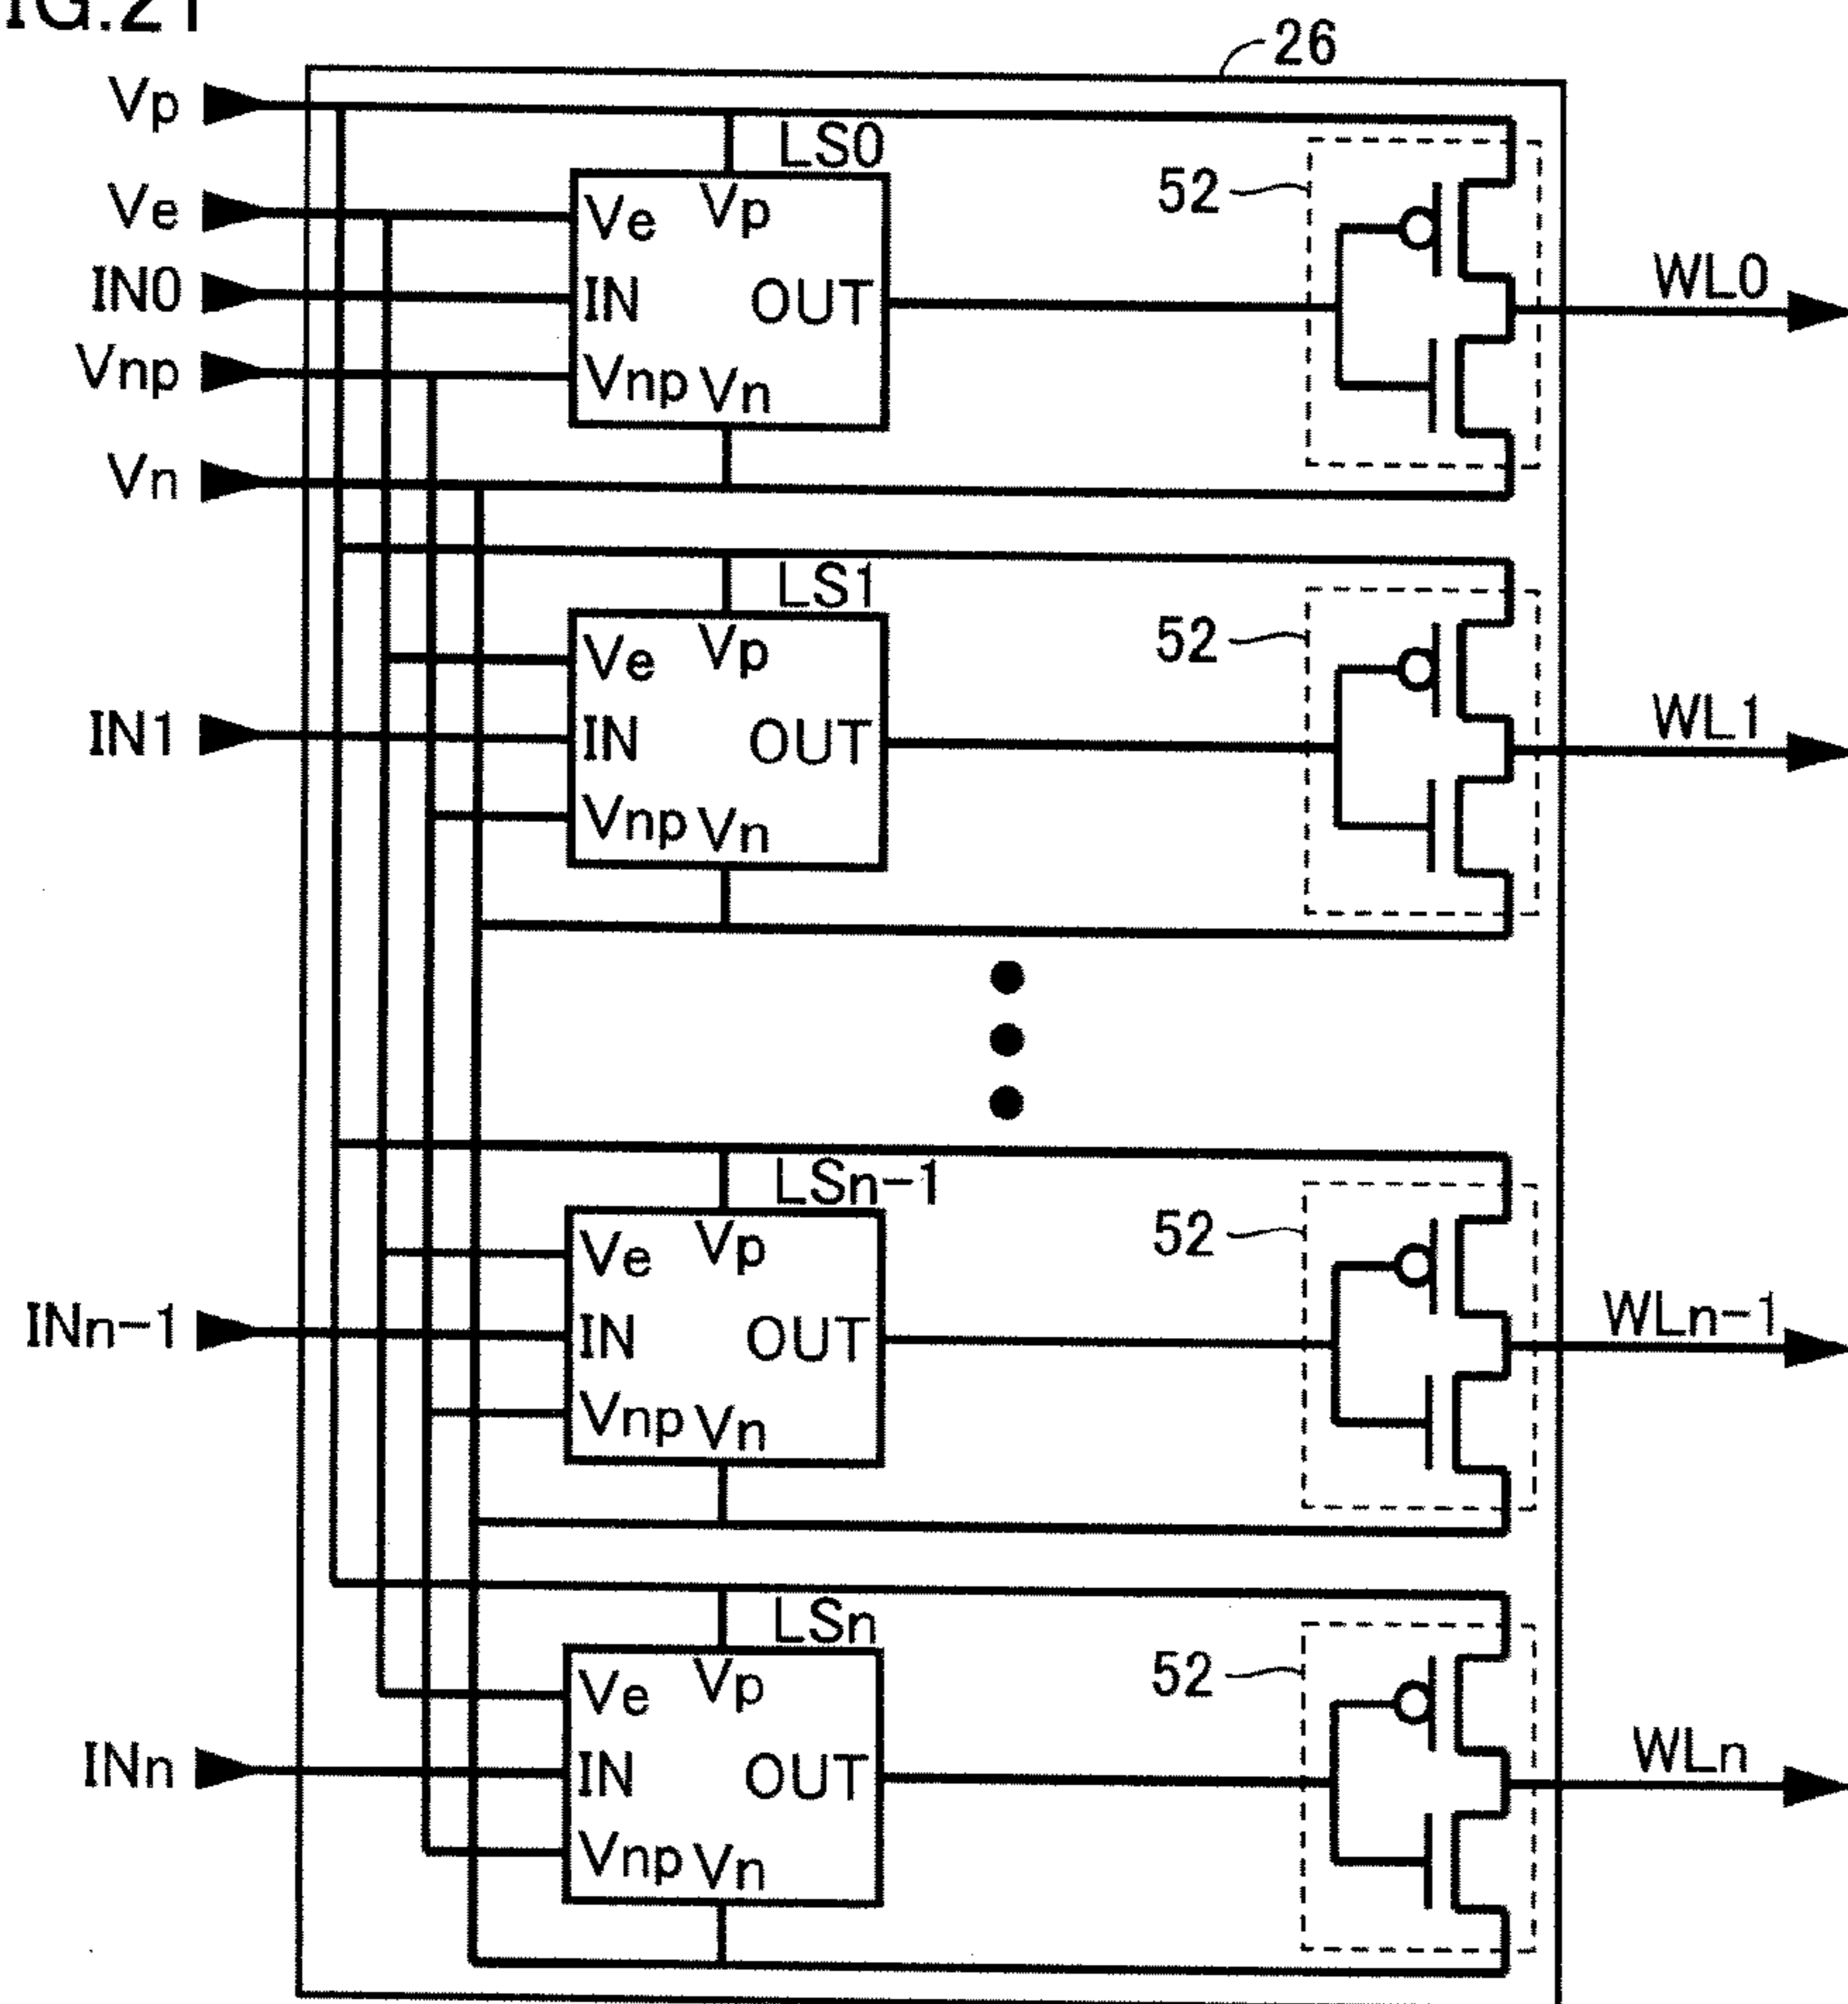 IG.21
26
Vp
LS0
52
Ve
Ve Vp
WL0
IN0
IN OUT
Vnp
Vnp Vn
Vn
LS1
52
Ve Vp
WL1
IN1
IN OUT
Vnp Vn
LSn-1
52
Ve Vp
WLn-1
INn-1
IN OUT
Vnp Vn
LSn
52
Ve Vp
WLn
INn
IN OUT
Vnp Vn